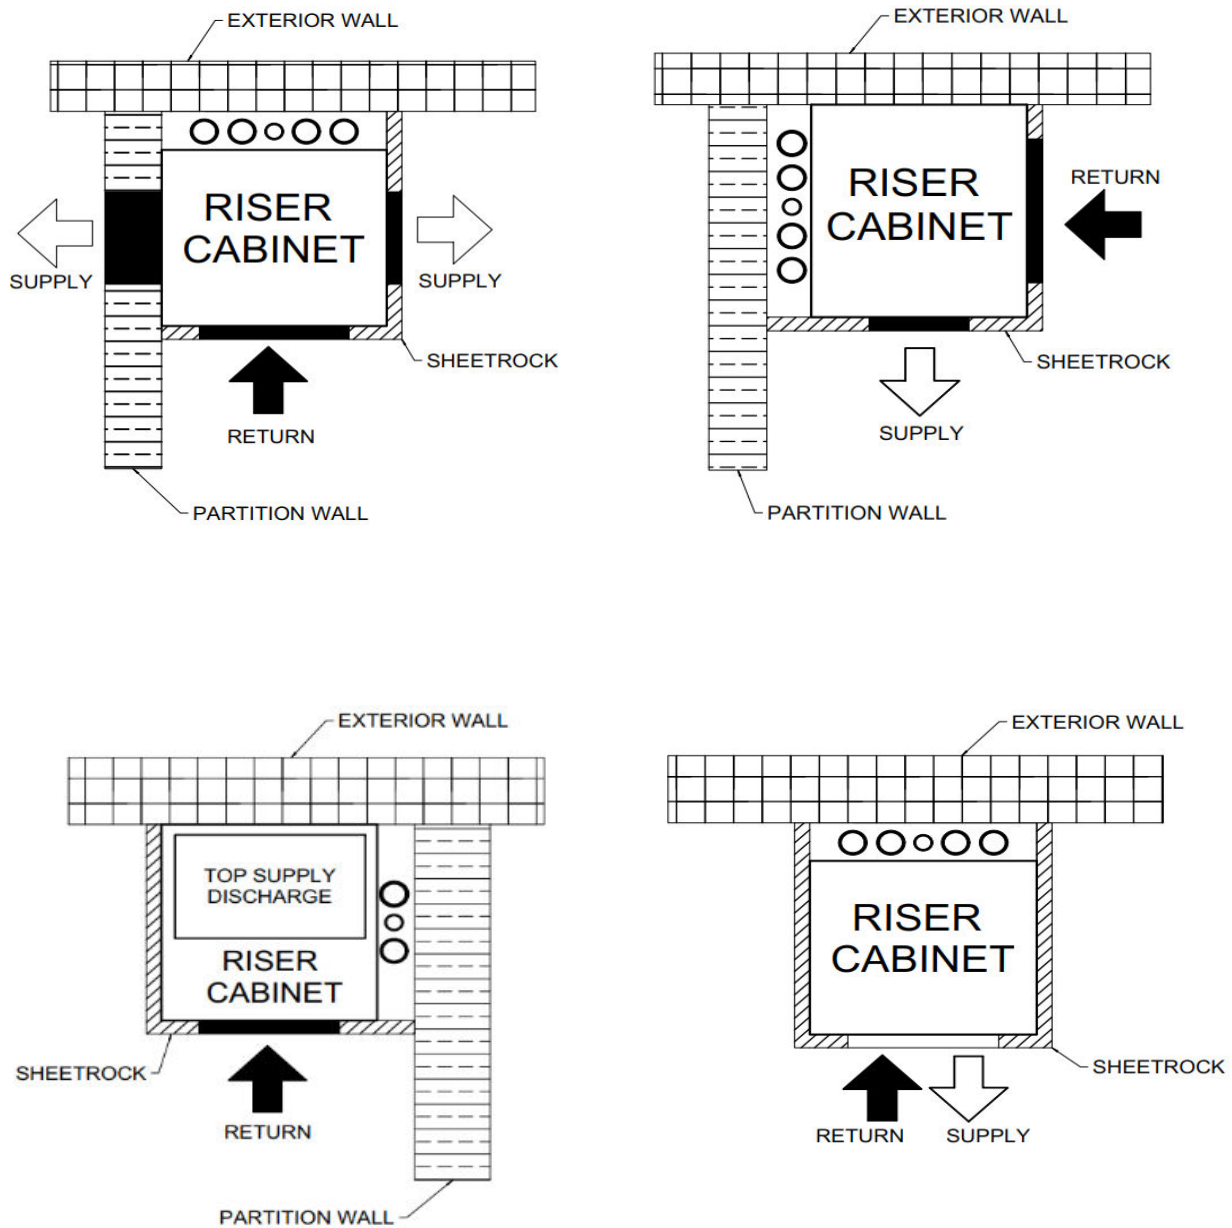 EXTERIOR WALL
RISER
CABINET
SUPPLY
SUPPLY
SHEETROCK
RETURN
PARTITION WALL
EXTERIOR WALL
RISER
CABINET
RETURN
SHEETROCK
SUPPLY
PARTITION WALL
EXTERIOR WALL
TOP SUPPLY
DISCHARGE
RISER
CABINET
SHEETROCK
RETURN
PARTITION WALL
EXTERIOR WALL
RISER
CABINET
SHEETROCK
RETURN
SUPPLY